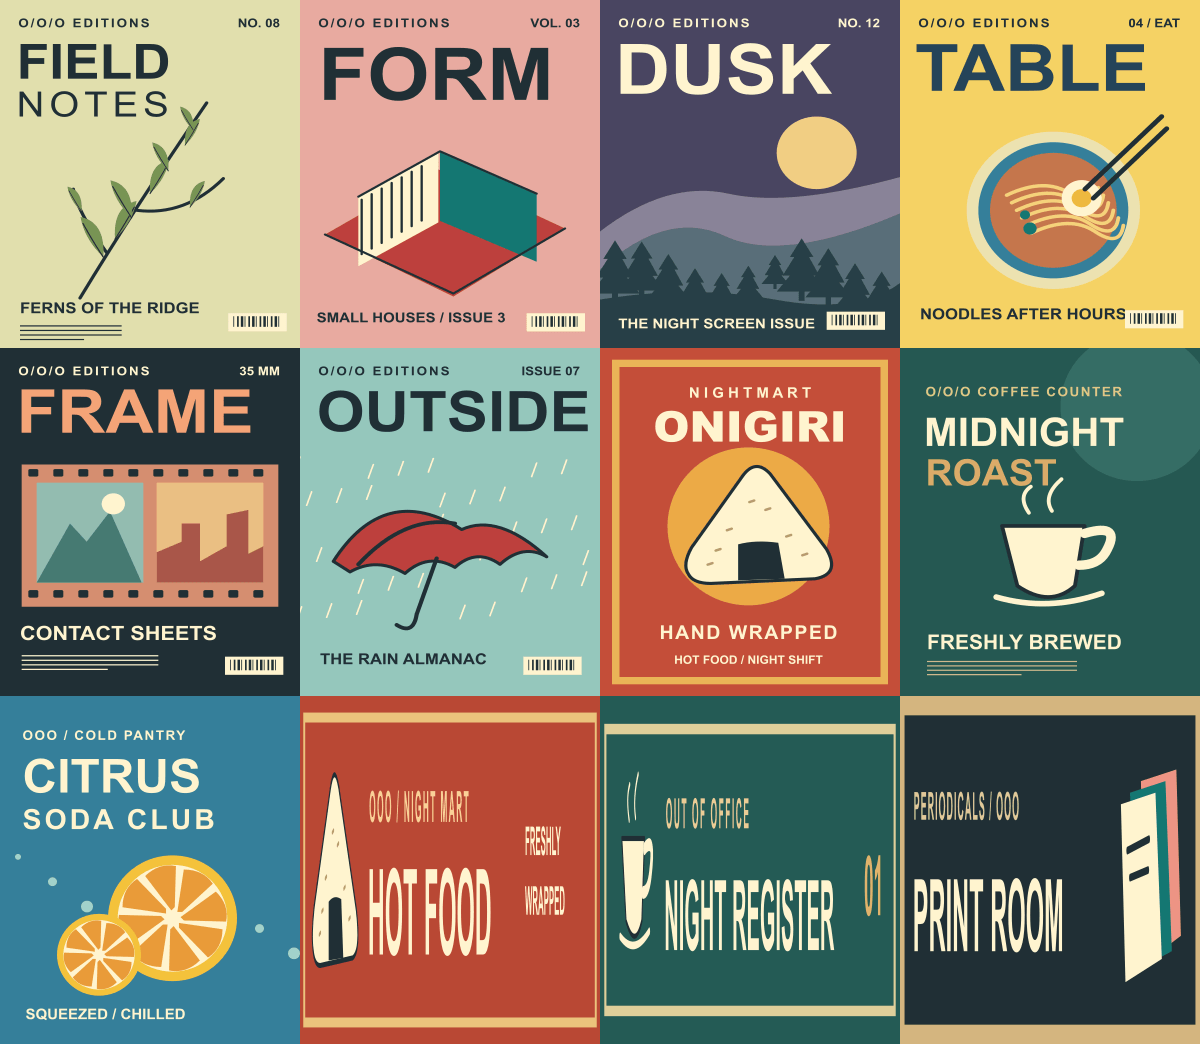 O/O/O EDITIONS NO. 08
FIELD
NOTES
FERNS OF THE RIDGE
O/O/O EDITIONS VOL. 03
FORM
SMALL HOUSES / ISSUE 3
O/O/O EDITIONS NO. 12
DUSK
THE NIGHT SCREEN ISSUE
O/O/O EDITIONS 04 / EAT
TABLE
NOODLES AFTER HOURS
O/O/O EDITIONS 35 MM
FRAME
CONTACT SHEETS
O/O/O EDITIONS ISSUE 07
OUTSIDE
THE RAIN ALMANAC
NIGHTMART
ONIGIRI
HAND WRAPPED
HOT FOOD / NIGHT SHIFT
O/O/O COFFEE COUNTER
MIDNIGHT
ROAST
FRESHLY BREWED
OOO / COLD PANTRY
CITRUS
SODA CLUB
SQUEEZED / CHILLED
OOO / NIGHT MART
HOT FOOD
FRESHLY
WRAPPED
OUT OF OFFICE
NIGHT REGISTER
01
PERIODICALS / OOO
PRINT ROOM